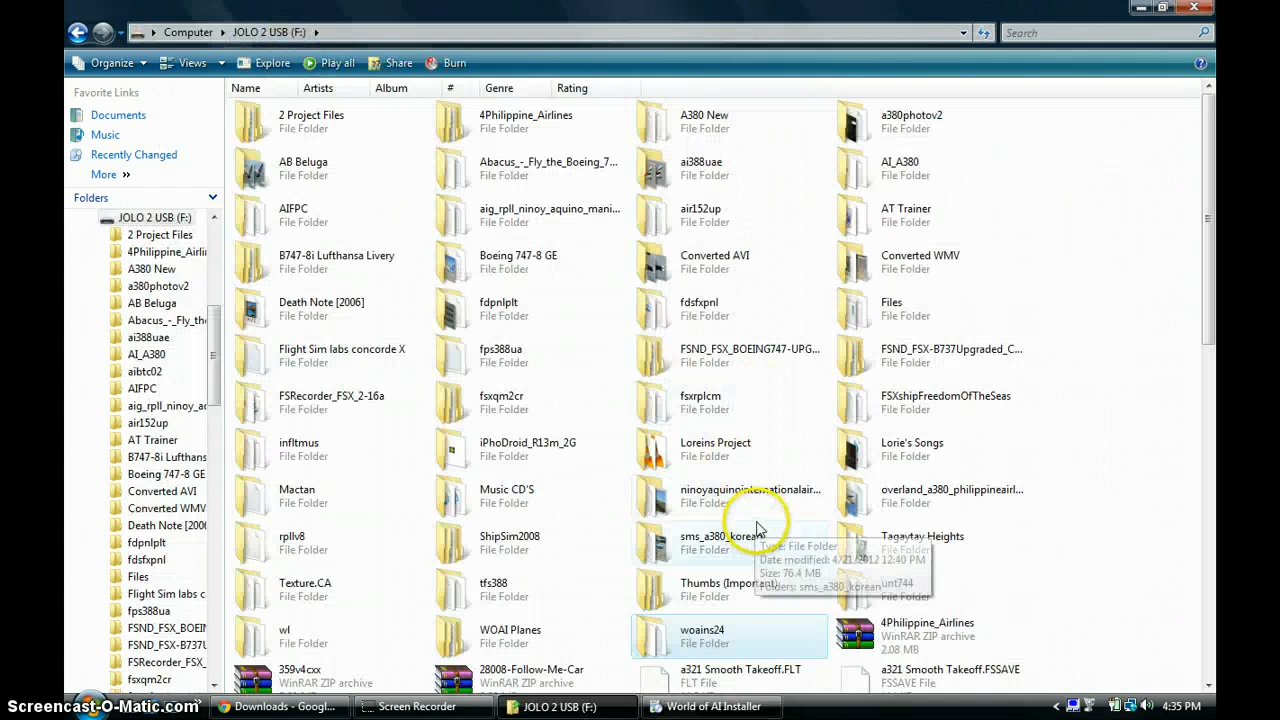 Computer JOLO 2 USB (F:) Search
Organize Views Explore Play all Share Burn
Favorite Links
Documents
Music
Recently Changed
More »
Folders
JOLO 2 USB (F:)
2 Project Files
4Philippine_Airlin
A380 New
a380photov2
AB Beluga
Abacus_-_Fly_the
ai388uae
AI_A380
aibtc02
AIFPC
aig_rpll_ninoy_ac
air152up
AT Trainer
B747-8i Lufthans
Boeing 747-8 GE
Converted AVI
Converted WMV
Death Note [2006]
fdpnlplt
fdsfxpnl
Files
Flight Sim labs c
fps388ua
FSND_FSX_BOEIN
FSND_FSX-B737U
FSRecorder_FSX_
fsxqm2cr
Name Artists Album # Genre Rating
2 Project Files
File Folder
4Philippine_Airlines
File Folder
A380 New
File Folder
a380photov2
File Folder
AB Beluga
File Folder
Abacus_-_Fly_the_Boeing_7...
File Folder
ai388uae
File Folder
AI_A380
File Folder
AIFPC
File Folder
aig_rpll_ninoy_aquino_mani...
File Folder
air152up
File Folder
AT Trainer
File Folder
B747-8i Lufthansa Livery
File Folder
Boeing 747-8 GE
File Folder
Converted AVI
File Folder
Converted WMV
File Folder
Death Note [2006]
File Folder
fdpnlplt
File Folder
fdsfxpnl
File Folder
Files
File Folder
Flight Sim labs concorde X
File Folder
fps388ua
File Folder
FSND_FSX_BOEING747-UPG...
File Folder
FSND_FSX-B737Upgraded_C...
File Folder
FSRecorder_FSX_2-16a
File Folder
fsxqm2cr
File Folder
fsxrplcm
File Folder
FSXshipFreedomOfTheSeas
File Folder
infltmus
File Folder
iPhoDroid_R13m_2G
File Folder
Loreins Project
File Folder
Lorie's Songs
File Folder
Mactan
File Folder
Music CD'S
File Folder
ninoyaquinointernationalair...
File Folder
overland_a380_philippineairl...
File Folder
rpllv8
File Folder
ShipSim2008
File Folder
sms_a380_korean
File Folder
Tagaytay Heights
File Folder
Type: File Folder
Date modified: 4/21/2012 12:40 PM
Size: 76.4 MB
Folders: sms_a380_korean
Texture.CA
File Folder
tfs388
File Folder
Thumbs (Important)
File Folder
unt744
File Folder
wl
File Folder
WOAI Planes
File Folder
woains24
File Folder
4Philippine_Airlines
WinRAR ZIP archive
2.08 MB
359v4cxx
WinRAR ZIP archive
28008-Follow-Me-Car
WinRAR ZIP archive
a321 Smooth Takeoff.FLT
FLT File
a321 Smooth Takeoff.FSSAVE
FSSAVE File
Screencast-O-Matic.com
Downloads - Googl...
Screen Recorder
JOLO 2 USB (F:)
World of AI Installer
4:35 PM